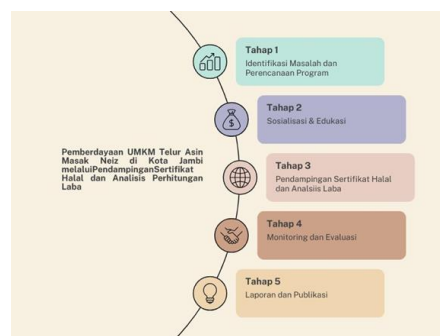 Tahap 1
Identifikasi Masalah dan
Perencanaan Program
Tahap 2
Sosialisasi & Edukasi
Pemberdayaan UMKM Telur Asin
Masak Neiz di Kota Jambi
melaluiPendampinganSertifikat
Halal dan Analisis Perhitungan
Laba
Tahap 3
Pendampingan Sertifikat Halal
dan Analsiis Laba
Tahap 4
Monitoring dan Evaluasi
Tahap 5
Laporan dan Publikasi